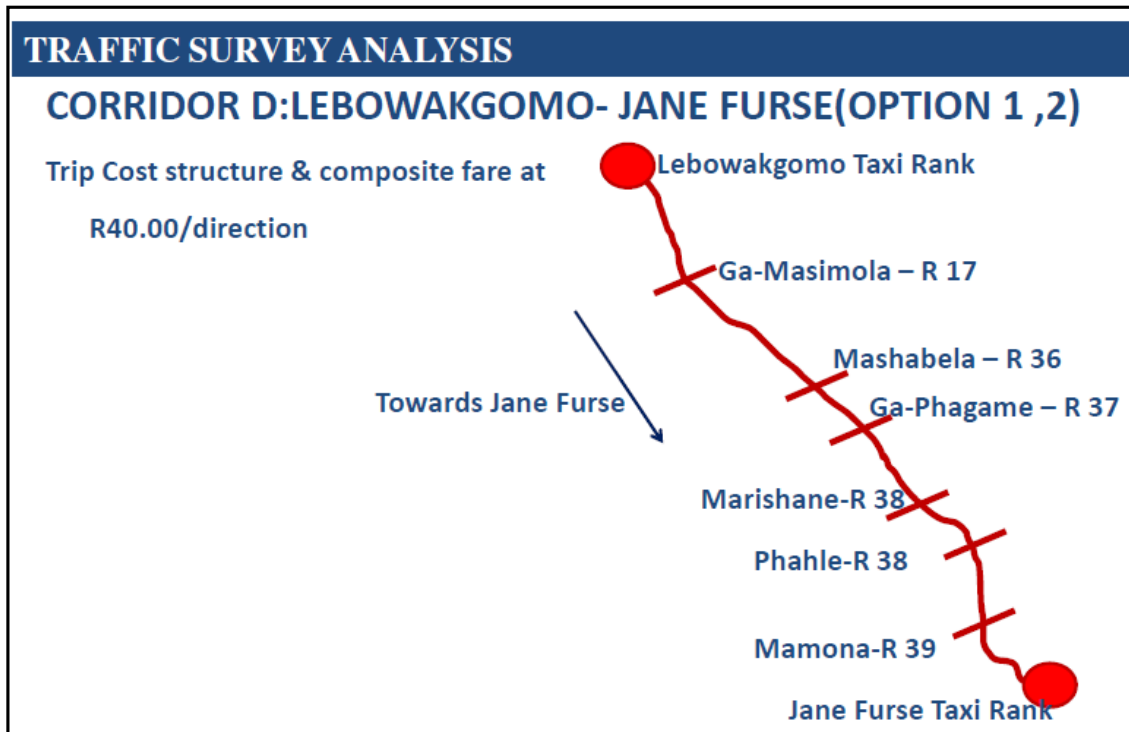 TRAFFIC SURVEY ANALYSIS
CORRIDOR D:LEBOWAKGOMO- JANE FURSE(OPTION 1 ,2)
Trip Cost structure & composite fare at
R40.00/direction
Lebowakgomo Taxi Rank
Ga-Masimola – R 17
Mashabela – R 36
Towards Jane Furse
Ga-Phagame – R 37
Marishane-R 38
Phahle-R 38
Mamona-R 39
Jane Furse Taxi Rank